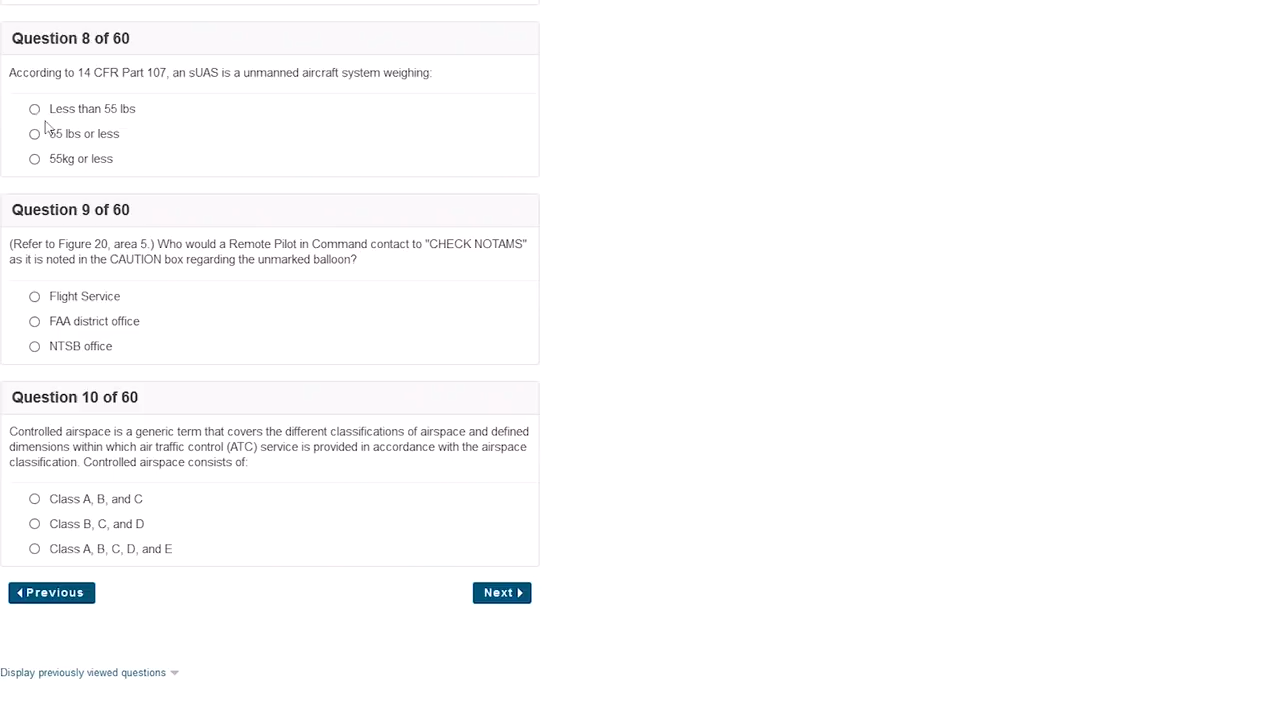 Question 8 of 60
According to 14 CFR Part 107, an sUAS is a unmanned aircraft system weighing:
Less than 55 lbs
55 lbs or less
55kg or less
Question 9 of 60
(Refer to Figure 20, area 5.) Who would a Remote Pilot in Command contact to "CHECK NOTAMS"
as it is noted in the CAUTION box regarding the unmarked balloon?
Flight Service
FAA district office
NTSB office
Question 10 of 60
Controlled airspace is a generic term that covers the different classifications of airspace and defined
dimensions within which air traffic control (ATC) service is provided in accordance with the airspace
classification. Controlled airspace consists of:
Class A, B, and C
Class B, C, and D
Class A, B, C, D, and E
Previous
Next
Display previously viewed questions